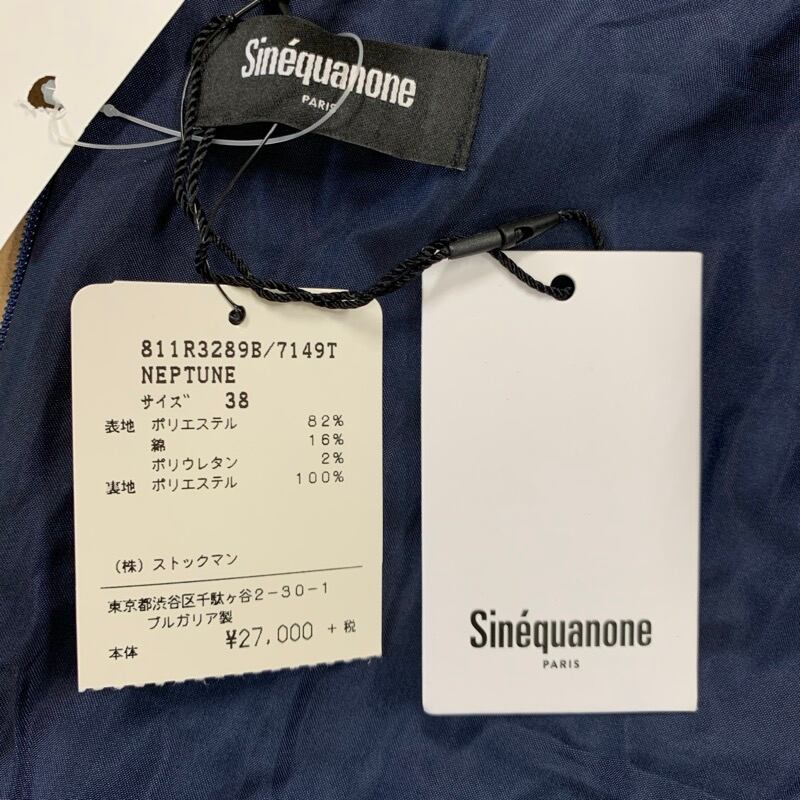 Sinéquanone
PARIS
811R3289B/7149T
NEPTUNE
サイズ 38
表地 ポリエステル 82%
綿 16%
ポリウレタン 2%
裏地 ポリエステル 100%
（株）ストックマン
東京都渋谷区千駄ヶ谷2-30-1
ブルガリア製
本体 ¥27,000 +税
Sinéquanone
PARIS